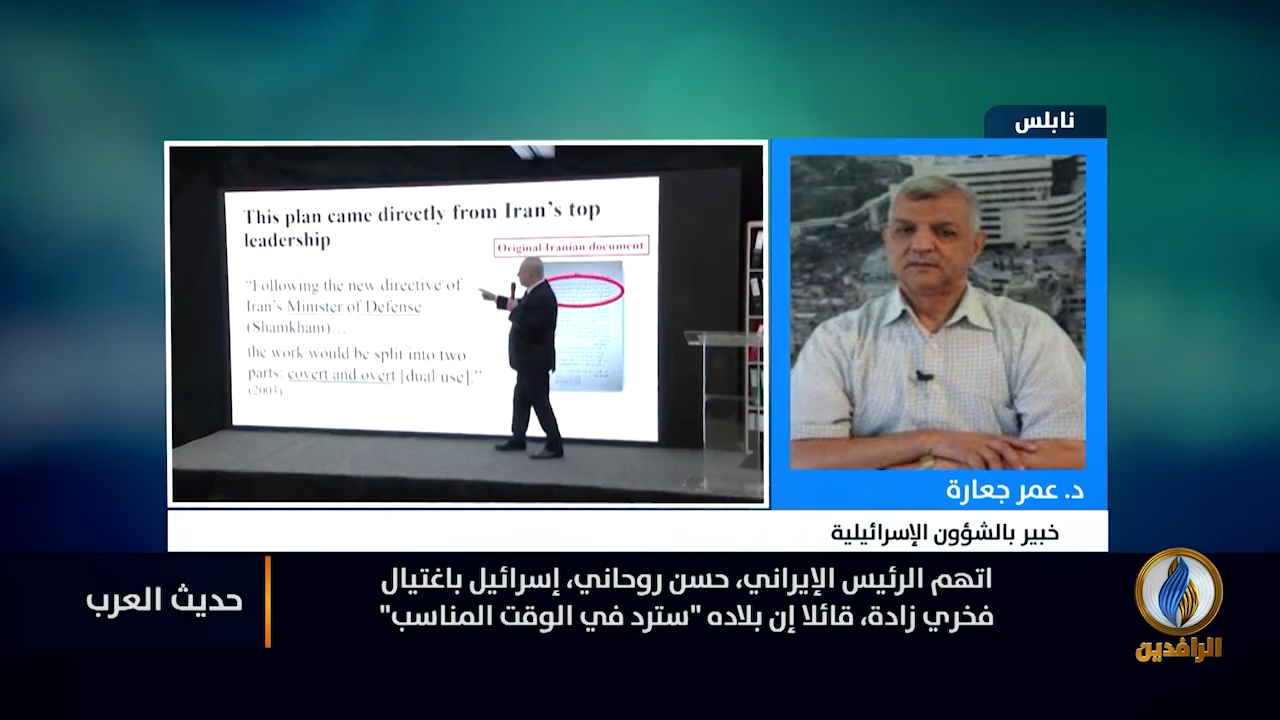 نابلس
This plan came directly from Iran's top
leadership
Original Iranian document
“Following the new directive of
Iran's Minister of Defense
(Shamkhani)…
the work would be split into two
parts: covert and overt [dual use].”
(2003)
د. عمر جعارة
خبير بالشؤون الإسرائيلية
اتهم الرئيس الإيراني، حسن روحاني، إسرائيل باغتيال
فخري زادة، قائلا إن بلاده "سترد في الوقت المناسب"
حديث العرب
الرافدين